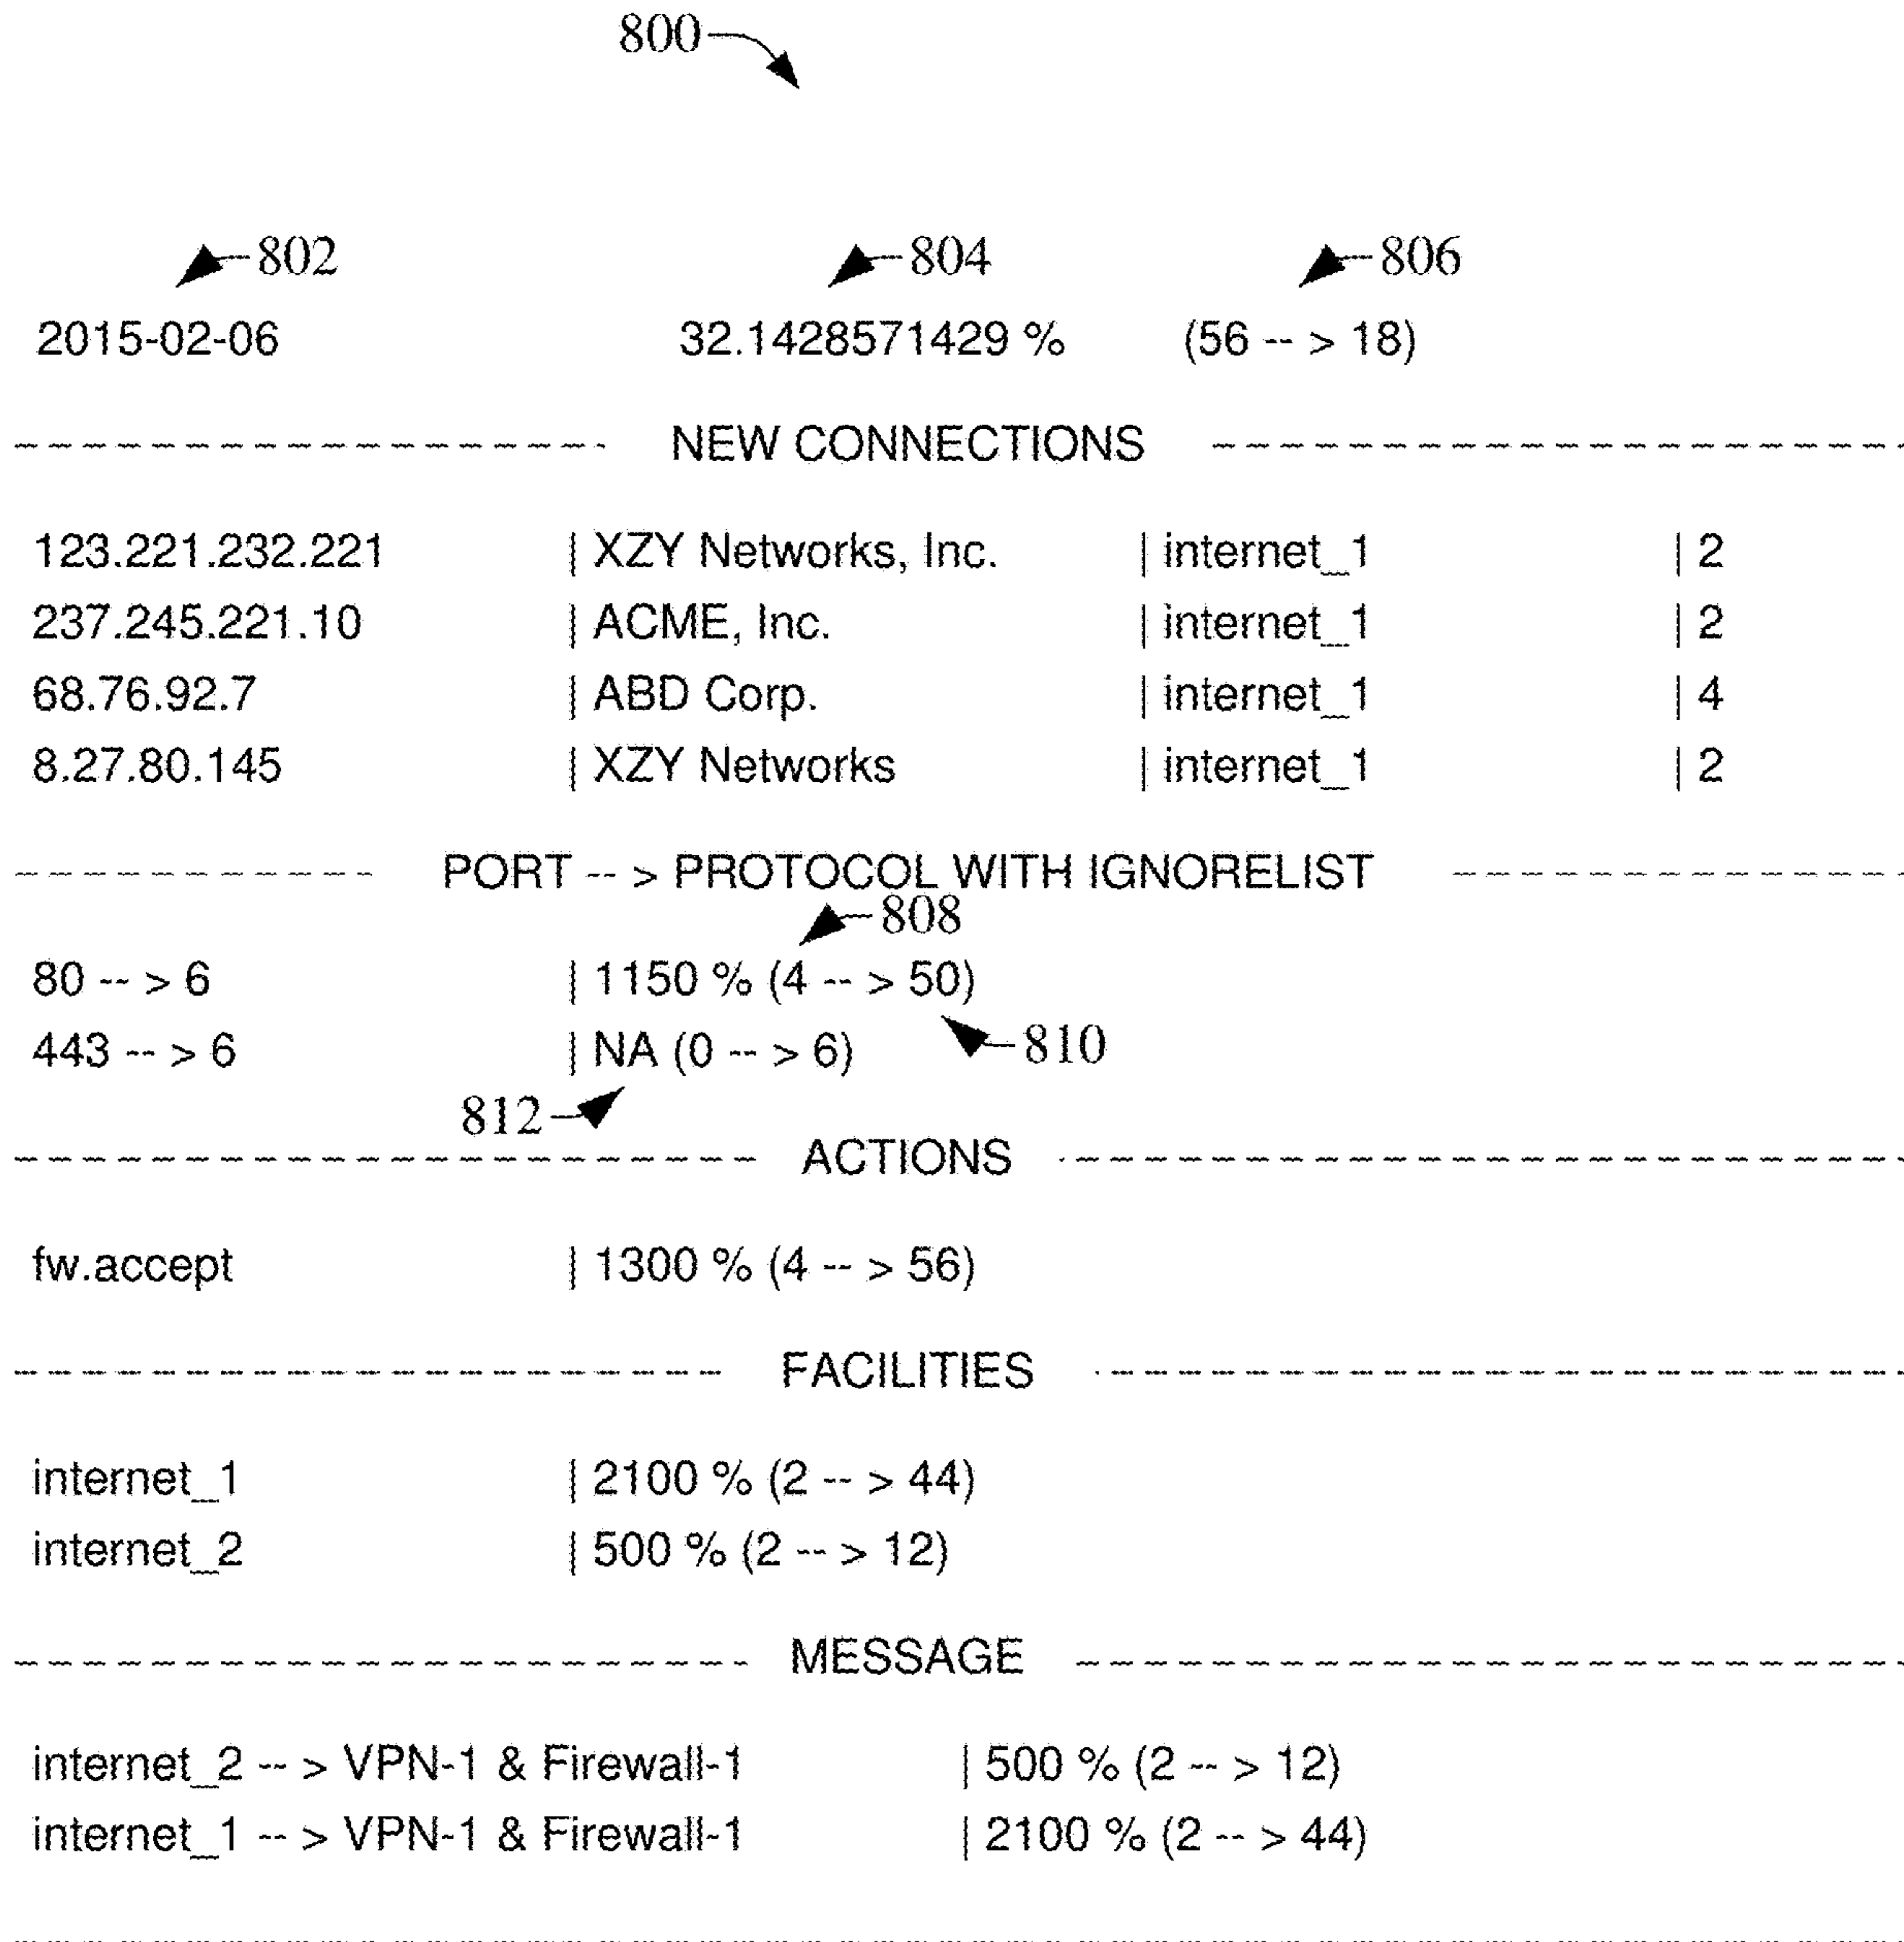 800
802 804 806
2015-02-06 32.1428571429 % (56 -- > 18)
NEW CONNECTIONS
123.221.232.221 | XZY Networks, Inc. | internet_1 | 2
237.245.221.10 | ACME, Inc. | internet_1 | 2
68.76.92.7 | ABD Corp. | internet_1 | 4
8.27.80.145 | XZY Networks | internet_1 | 2
PORT -- > PROTOCOL WITH IGNORELIST
808
80 -- > 6 | 1150 % (4 -- > 50)
443 -- > 6 | NA (0 -- > 6) 810
812
ACTIONS
fw.accept | 1300 % (4 -- > 56)
FACILITIES
internet_1 | 2100 % (2 -- > 44)
internet_2 | 500 % (2 -- > 12)
MESSAGE
internet_2 -- > VPN-1 & Firewall-1 | 500 % (2 -- > 12)
internet_1 -- > VPN-1 & Firewall-1 | 2100 % (2 -- > 44)